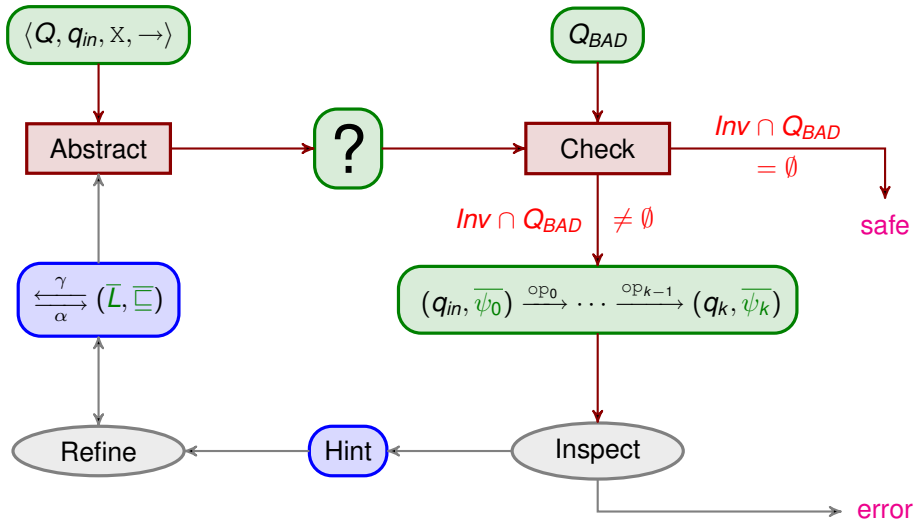 ⟨Q, q_in, X, →⟩
Q_BAD
Abstract
?
Check
Inv ∩ Q_BAD
= ∅
safe
Inv ∩ Q_BAD ≠ ∅
γ
α
(L̅, ⊑̅)
(q_in, ψ̅_0) —op_0→ ⋯ —op_{k−1}→ (q_k, ψ̅_k)
Refine
Hint
Inspect
error